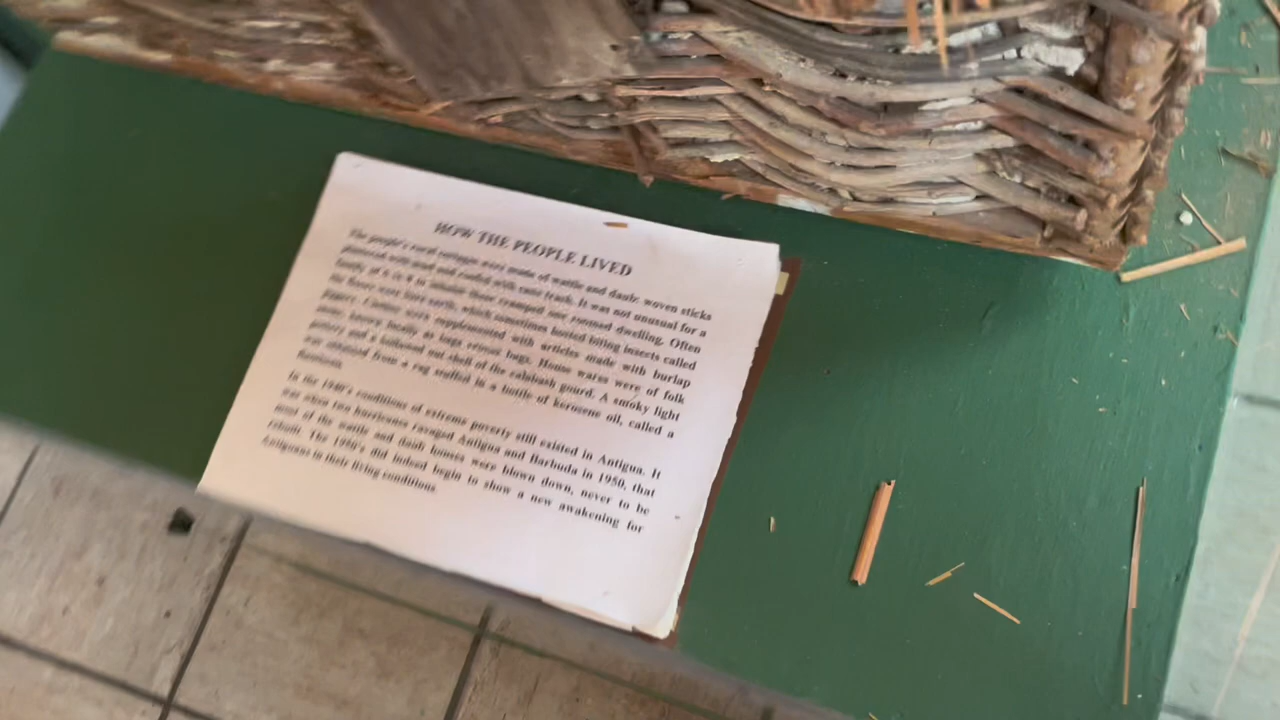 HOW THE PEOPLE LIVED
The people's rural cottages were made of wattle and daub: woven sticks
plastered with mud and roofed with cane trash. It was not unusual for a
family of 6 to inhabit these cramped one roomed dwelling. Often
the floors were bare earth, which sometimes hosted biting insects called
Clothes were supplemented with articles made with burlap
known locally as bags. House wares were of folk
pottery and a hollowed out shell of the calabash gourd. A smoky light
was obtained from a rag stuffed in a bottle of kerosene oil, called a
flambeau.
In the 1940's conditions of extreme poverty still existed in Antigua. It
was when two hurricanes ravaged Antigua and Barbuda in 1950, that
most of the wattle and daub houses were blown down, never to be
rebuilt. The 1950's did indeed begin to show a new awakening for
Antiguans in their living conditions.